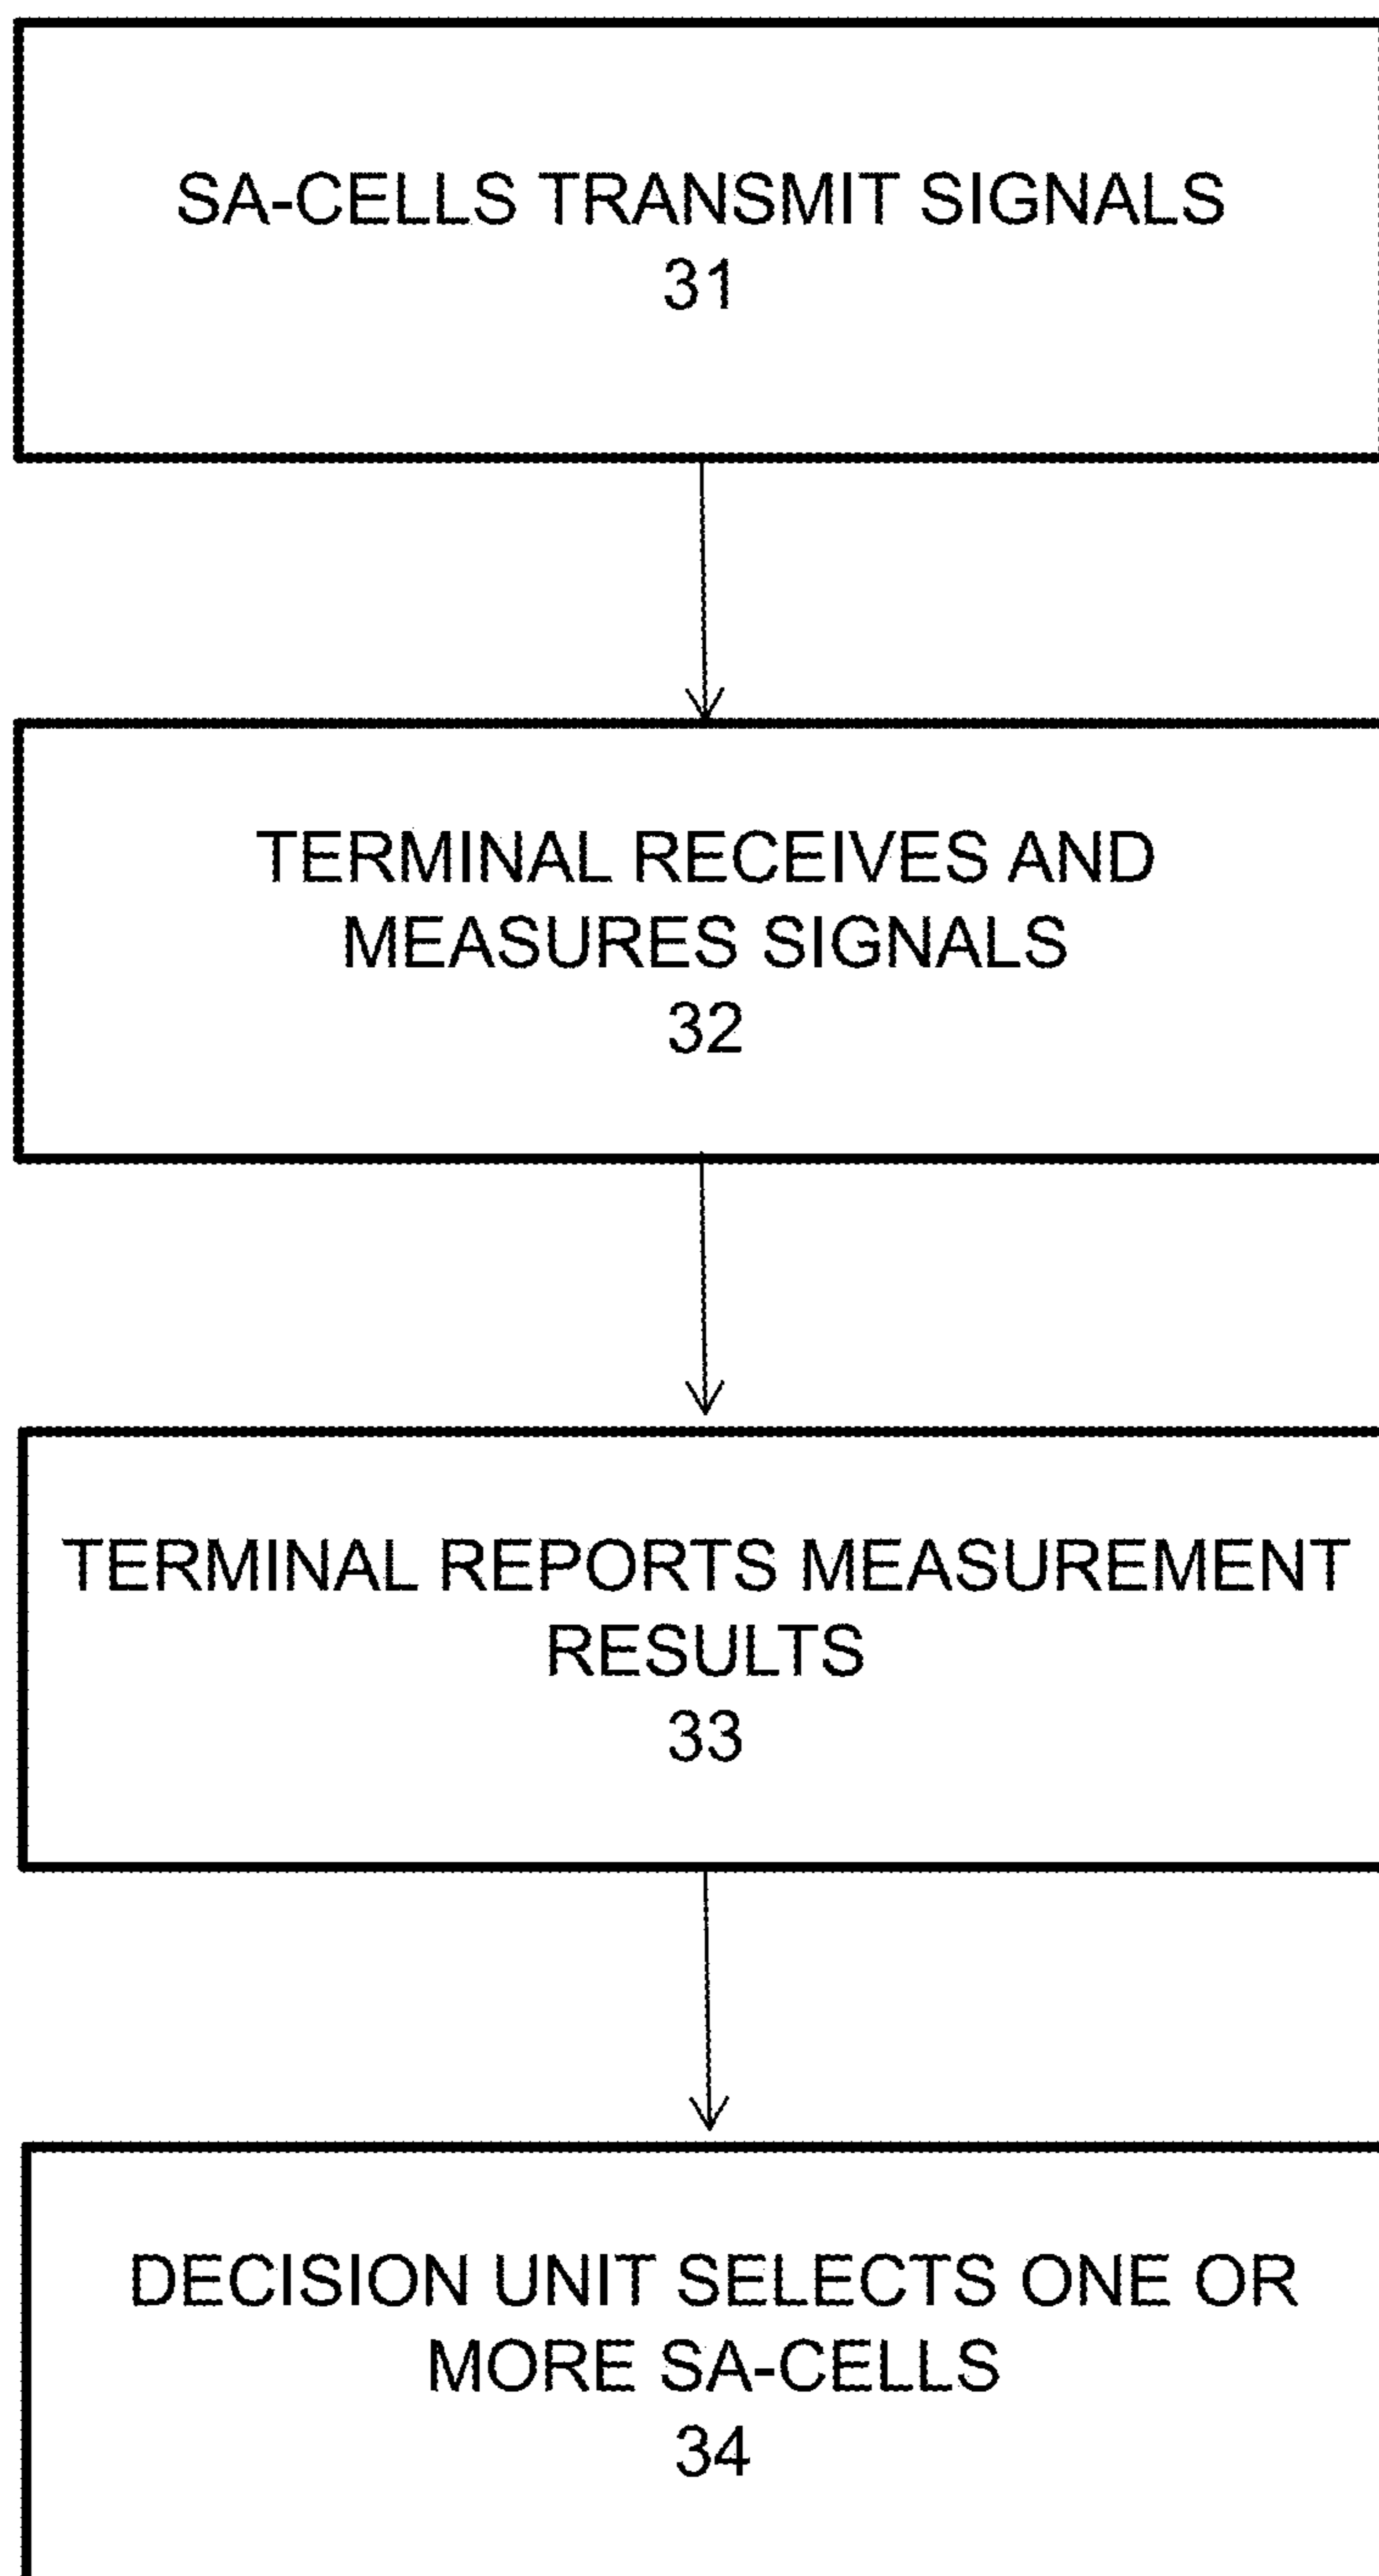 SA-CELLS TRANSMIT SIGNALS
31
TERMINAL RECEIVES AND
MEASURES SIGNALS
32
TERMINAL REPORTS MEASUREMENT
RESULTS
33
DECISION UNIT SELECTS ONE OR
MORE SA-CELLS
34